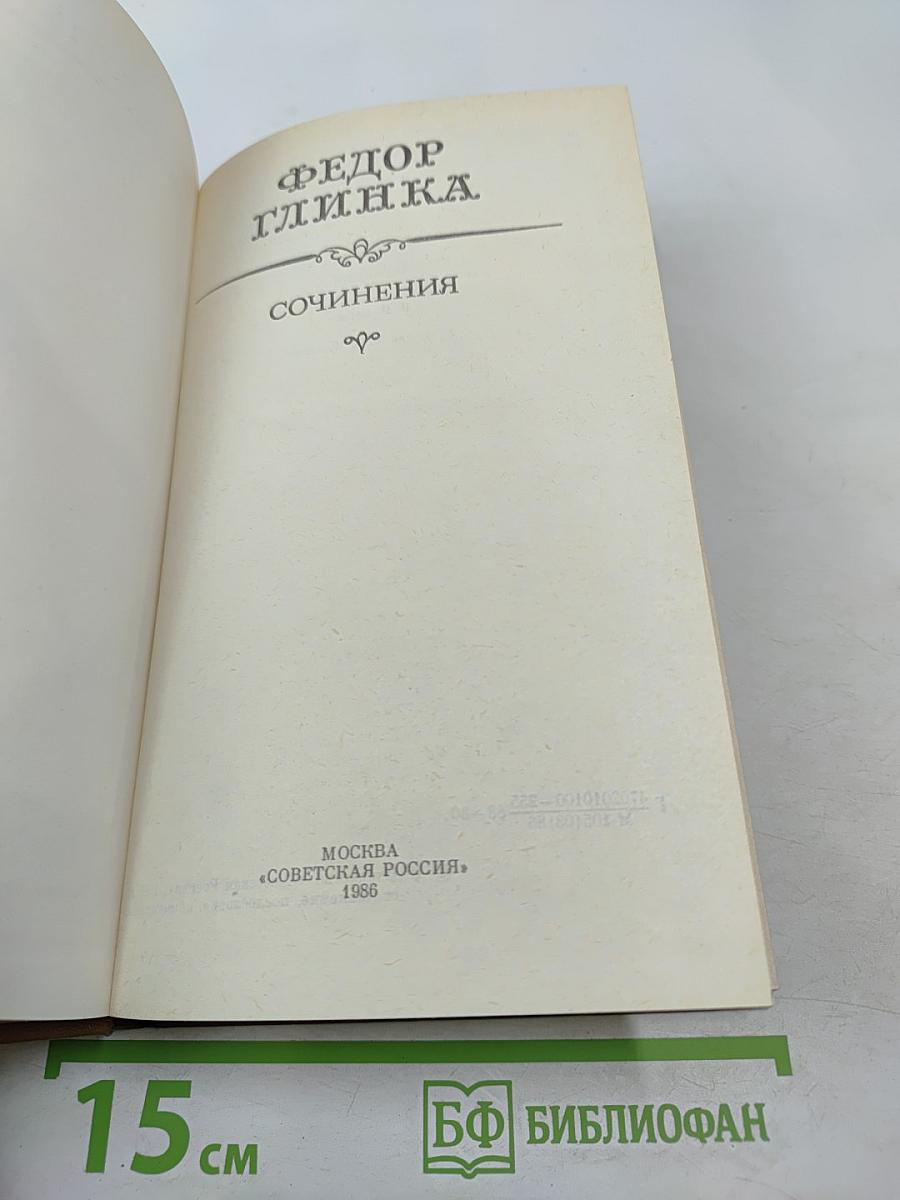 ФЕДОР
ГЛИНКА
СОЧИНЕНИЯ
МОСКВА
«СОВЕТСКАЯ РОССИЯ»
1986
15 см
БФ БИБЛИОФАН